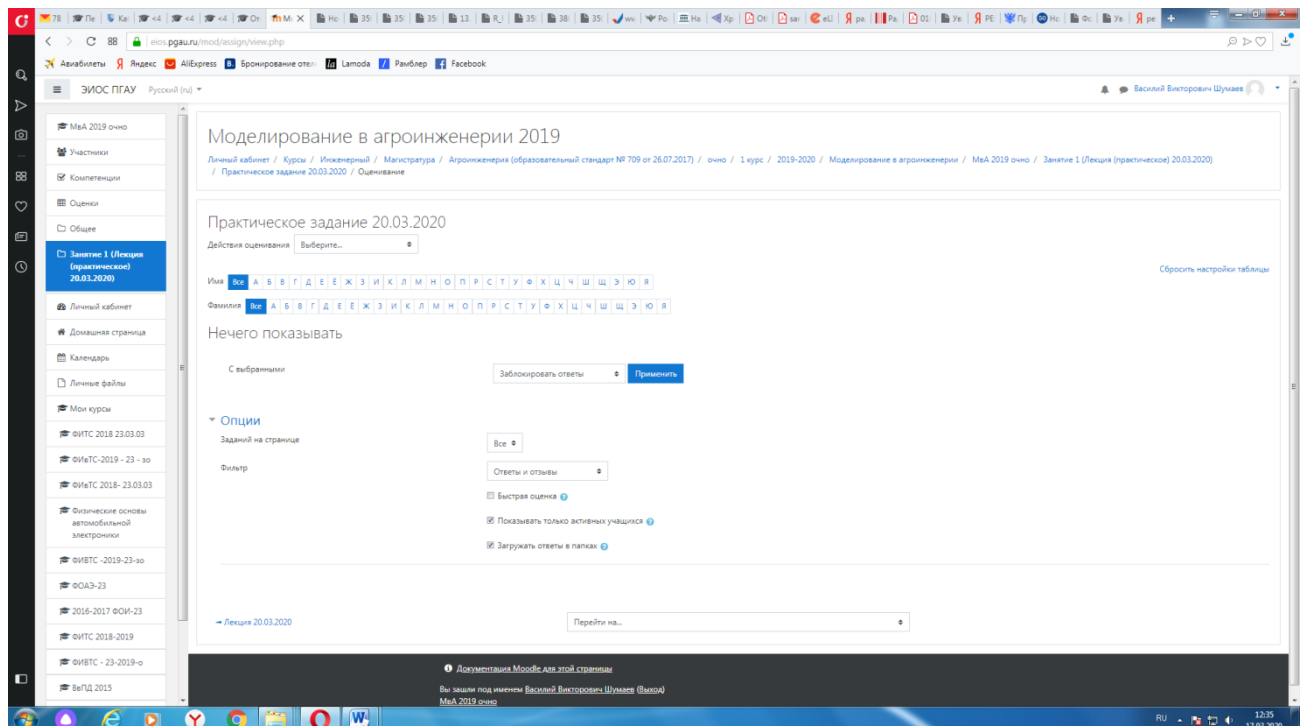 eios.pgau.ru/mod/assign/view.php
Авиабилеты Яндекс AliExpress Бронирование отел Lamoda Рамблер Facebook
ЭИОС ПГАУ Русский (ru)
Василий Викторович Шумаев
МвА 2019 очно
Участники
Компетенции
Оценки
Общее
Занятие 1 (Лекция
(практическое)
20.03.2020)
Личный кабинет
Домашняя страница
Календарь
Личные файлы
Мои курсы
ФИТС 2018 23.03.03
ФИвТС-2019 - 23 - зо
ФИвТС 2018- 23.03.03
Физические основы
автомобильной
электроники
ФИВТС -2019-23-зо
ФОАЭ-23
2016-2017 ФОИ-23
ФИТС 2018-2019
ФИВТС - 23-2019-о
ВвПД 2015
Моделирование в агроинженерии 2019
Личный кабинет / Курсы / Инженерный / Магистратура / Агроинженерия (образовательный стандарт № 709 от 26.07.2017) / очно / 1 курс / 2019-2020 / Моделирование в агроинженерии / МвА 2019 очно / Занятие 1 (Лекция (практическое) 20.03.2020)
/ Практическое задание 20.03.2020 / Оценивание
Практическое задание 20.03.2020
Действия оценивания Выберите...
Сбросить настройки таблицы
Имя Все А Б В Г Д Е Ё Ж З И К Л М Н О П Р С Т У Ф Х Ц Ч Ш Щ Э Ю Я
Фамилия Все А Б В Г Д Е Ё Ж З И К Л М Н О П Р С Т У Ф Х Ц Ч Ш Щ Э Ю Я
Нечего показывать
С выбранными Заблокировать ответы Применить
Опции
Заданий на странице Все
Фильтр Ответы и отзывы
Быстрая оценка
Показывать только активных учащихся
Загружать ответы в папках
→ Лекция 20.03.2020 Перейти на...
Документация Moodle для этой страницы
Вы зашли под именем Василий Викторович Шумаев (Выход)
МвА 2019 очно
RU 12:35
17.03.2020